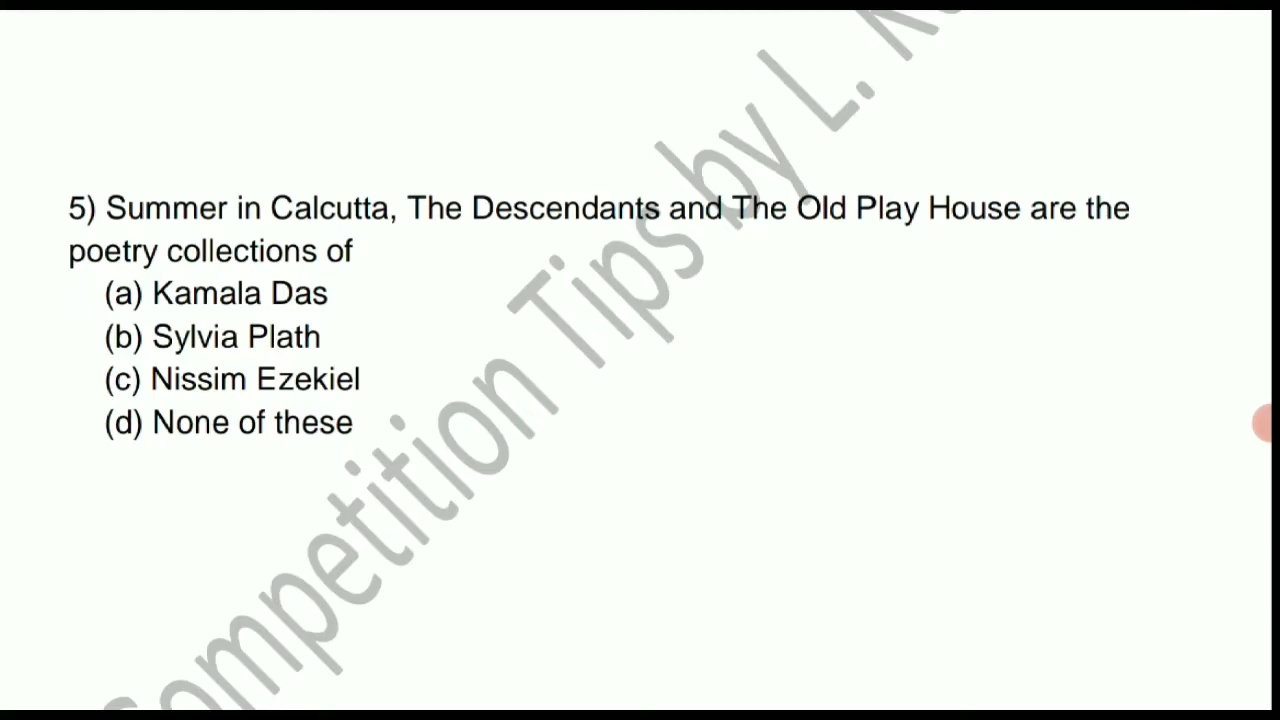 5) Summer in Calcutta, The Descendants and The Old Play House are the
poetry collections of
(a) Kamala Das
(b) Sylvia Plath
(c) Nissim Ezekiel
(d) None of these
Competition Tips by L.